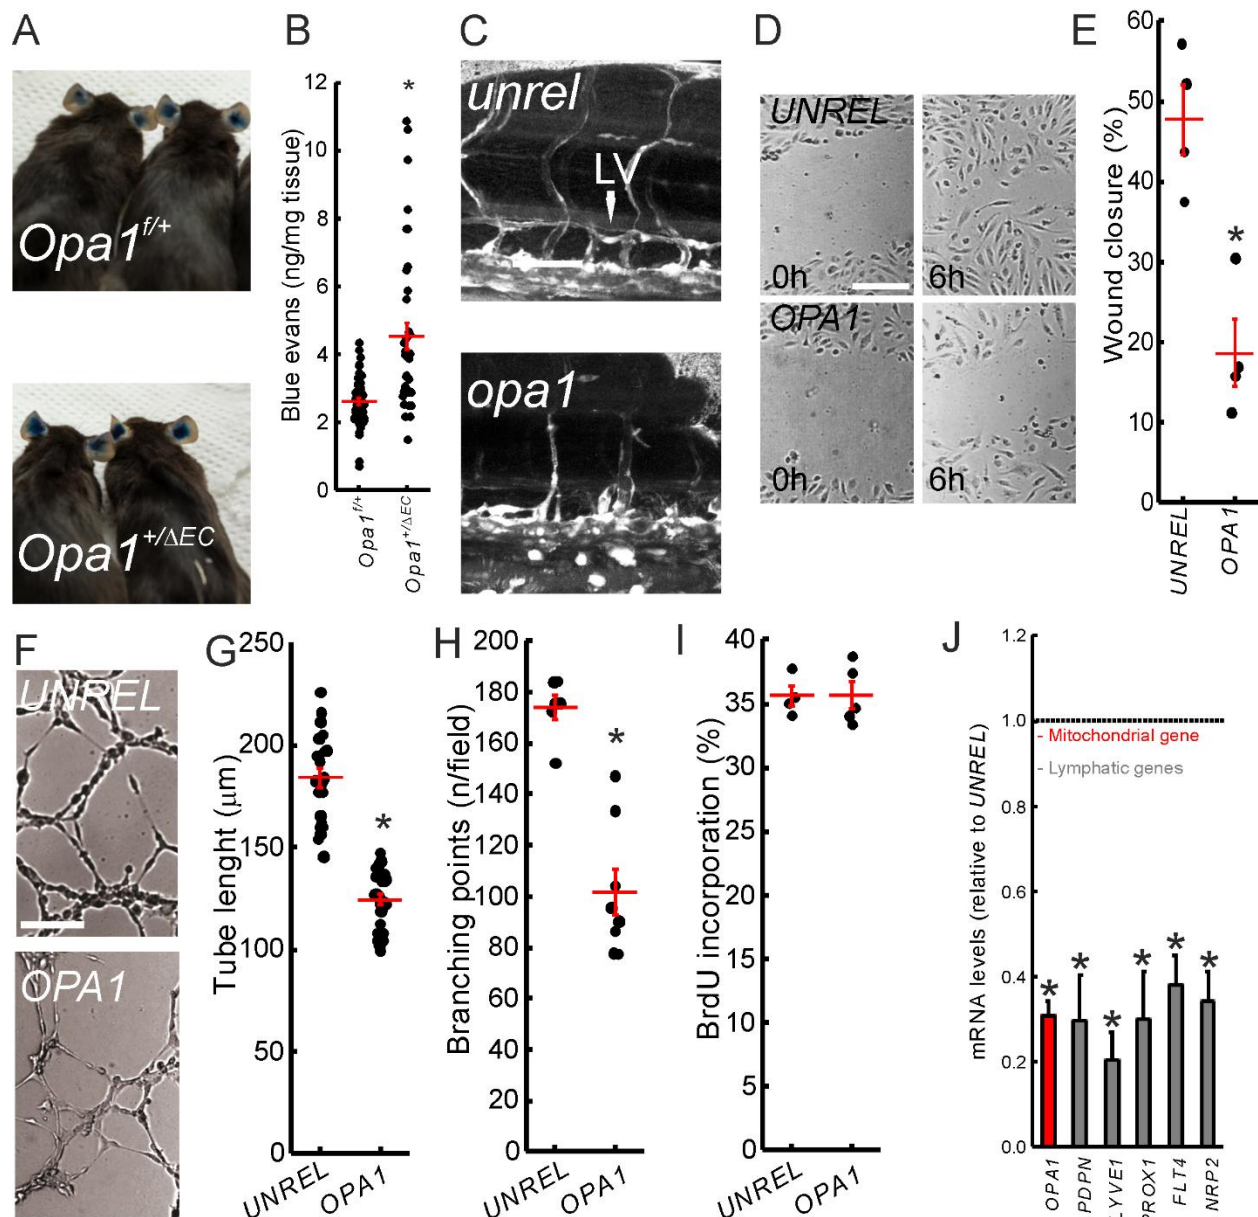 A
Opa1f/+
Opa1+/ΔEC
B
Blue evans (ng/mg tissue)
12
10
8
6
4
2
0
*
Opa1f/+
Opa1+/ΔEC
C
unrel
LV
opa1
D
UNREL
0h
6h
OPA1
0h
6h
E
Wound closure (%)
60
50
40
30
20
10
0
*
UNREL
OPA1
F
UNREL
OPA1
G
Tube lenght (μm)
250
200
150
100
50
0
*
UNREL
OPA1
H
Branching points (n/field)
200
180
160
140
120
100
80
60
40
20
0
*
UNREL
OPA1
I
BrdU incorporation (%)
40
35
30
25
20
15
10
5
0
UNREL
OPA1
J
mRNA levels (relative to UNREL)
1.2
1.0
0.8
0.6
0.4
0.2
0.0
- Mitochondrial gene
- Lymphatic genes
* * * * * *
OPA1
PDPN
LYVE1
PROX1
FLT4
NRP2